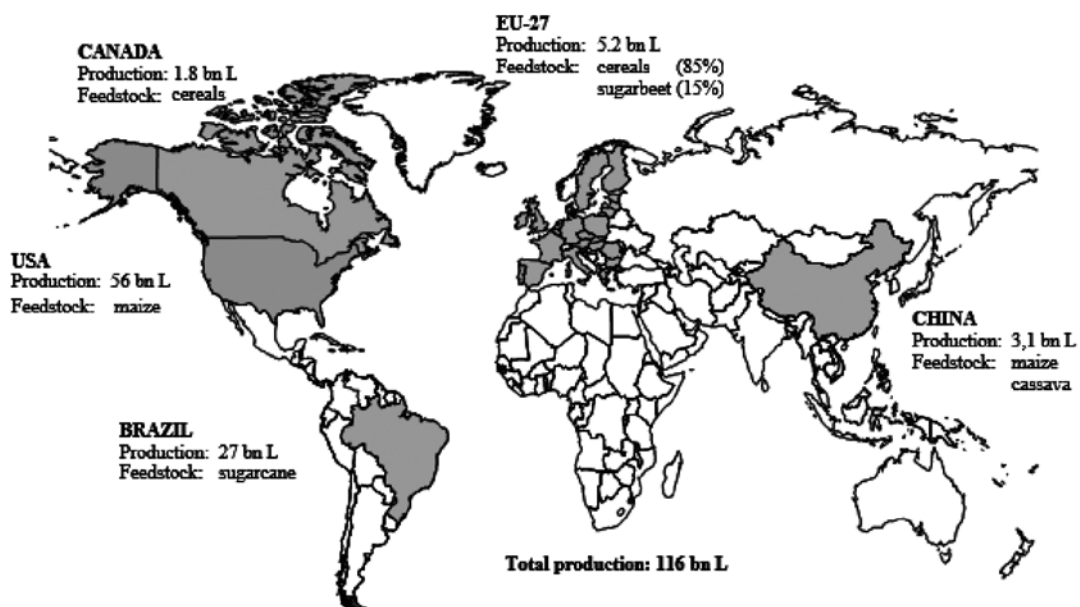 EU-27
Production: 5.2 bn L
Feedstock: cereals (85%)
sugarbeet (15%)
CANADA
Production: 1.8 bn L
Feedstock: cereals
USA
Production: 56 bn L
Feedstock: maize
CHINA
Production: 3,1 bn L
Feedstock: maize
cassava
BRAZIL
Production: 27 bn L
Feedstock: sugarcane
Total production: 116 bn L